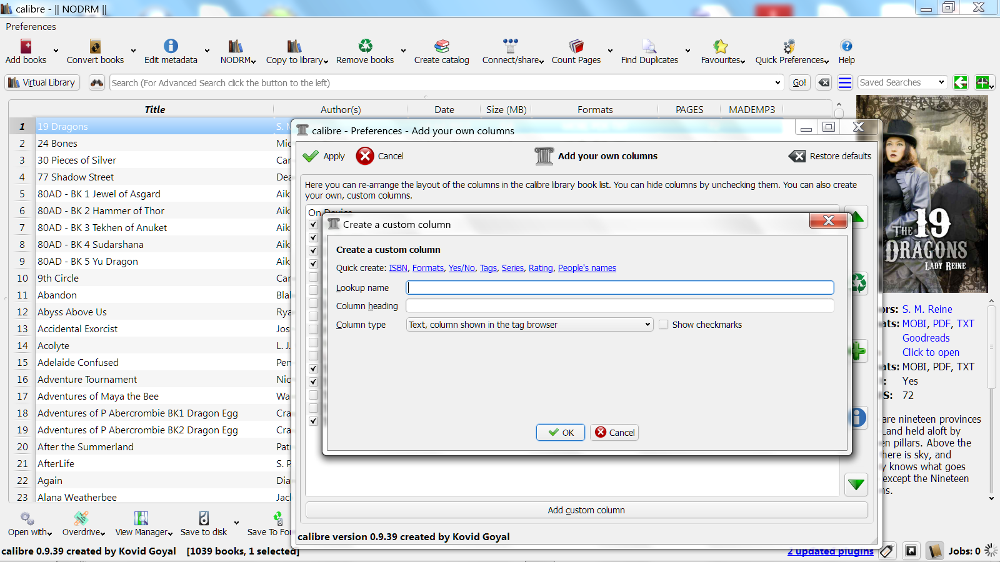 calibre - || NODRM ||
Preferences
Add books
Convert books
Edit metadata
NODRM
Copy to library
Remove books
Create catalog
Connect/share
Count Pages
Find Duplicates
Favourites
Quick Preferences
Help
Virtual Library
Search (For Advanced Search click the button to the left)
Go!
Saved Searches
Title Author(s) Date Size (MB) Formats PAGES MADEMP3
1 19 Dragons S. M
2 24 Bones Mic
3 30 Pieces of Silver Car
4 77 Shadow Street Dea
5 80AD - BK 1 Jewel of Asgard Aik
6 80AD - BK 2 Hammer of Thor Aik
7 80AD - BK 3 Tekhen of Anuket Aik
8 80AD - BK 4 Sudarshana Aik
9 80AD - BK 5 Yu Dragon Aik
10 9th Circle Car
11 Abandon Blal
12 Abyss Above Us Rya
13 Accidental Exorcist Jos
14 Acolyte L. J.
15 Adelaide Confused Pen
16 Adventure Tournament Nic
17 Adventures of Maya the Bee Wa
18 Adventures of P Abercrombie BK1 Dragon Egg Cra
19 Adventures of P Abercrombie BK2 Dragon Egg Cra
20 After the Summerland Patr
21 AfterLife S. P
22 Again Dia
23 Alana Weatherbee Jack
calibre - Preferences - Add your own columns
Apply
Cancel
Add your own columns
Restore defaults
Here you can re-arrange the layout of the columns in the calibre library book list. You can hide columns by unchecking them. You can also create
your own, custom columns.
On Device
Create a custom column
Create a custom column
Quick create: ISBN, Formats, Yes/No, Tags, Series, Rating, People's names
Lookup name
Column heading
Column type Text, column shown in the tag browser Show checkmarks
OK
Cancel
Add custom column
calibre version 0.9.39 created by Kovid Goyal
THE 19
DRAGONS
LADY REINE
ors: S. M. Reine
ats: MOBI, PDF, TXT
Goodreads
Click to open
ats: MOBI, PDF, TXT
: Yes
S: 72
are nineteen provinces
Land held aloft by
en pillars. Above the
here is sky, and
y knows what goes
except the Nineteen
ns.
Open with
Overdrive
View Manager
Save to disk
Save To For
calibre 0.9.39 created by Kovid Goyal [1039 books, 1 selected]
2 updated plugins
Jobs: 0